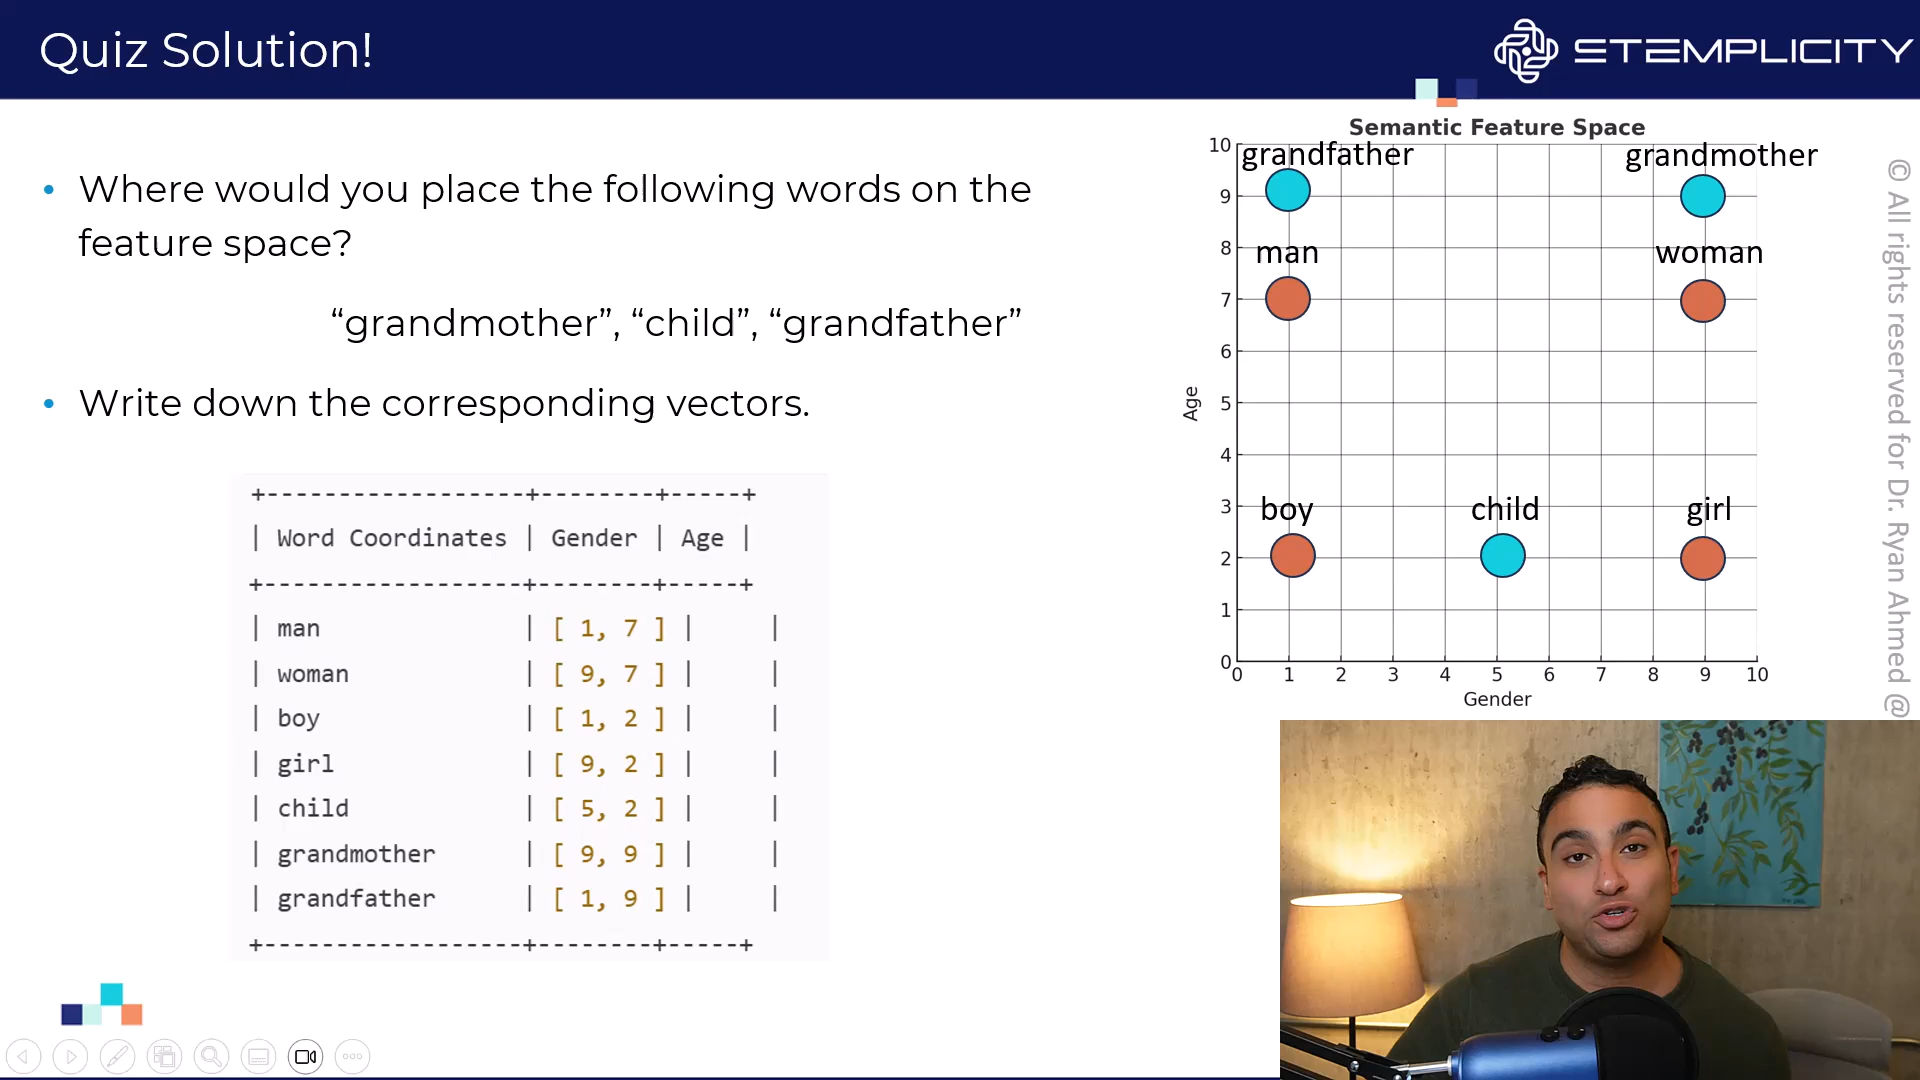 Quiz Solution!
STEMPLICITY
• Where would you place the following words on the
feature space?
“grandmother”, “child”, “grandfather”
• Write down the corresponding vectors.
+------------------+--------+-----+
| Word Coordinates | Gender | Age |
+------------------+--------+-----+
| man | [ 1, 7 ] | |
| woman | [ 9, 7 ] | |
| boy | [ 1, 2 ] | |
| girl | [ 9, 2 ] | |
| child | [ 5, 2 ] | |
| grandmother | [ 9, 9 ] | |
| grandfather | [ 1, 9 ] | |
+------------------+--------+-----+
Semantic Feature Space
10
grandfather grandmother
9
8
man woman
7
6
5
Age
4
3
boy child girl
2
1
0
0 1 2 3 4 5 6 7 8 9 10
Gender
© All rights reserved for Dr. Ryan Ahmed @